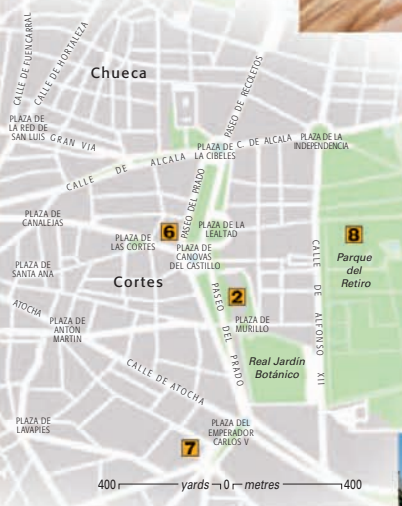 CALLE DE FUENCARRAL
CALLE DE HORTALEZA
Chueca
PASEO DE RECOLETOS
PLAZA DE
LA RED DE
SAN LUIS
GRAN VIA
CALLE DE ALCALA
PLAZA DE
LA CIBELES
C. DE ALCALA
PLAZA DE LA
INDEPENDENCIA
PASEO DEL PRADO
PLAZA DE
CANALEJAS
6
PLAZA DE
LAS CORTES
PLAZA DE LA
LEALTAD
PLAZA DE
CANOVAS
DEL CASTILLO
8
Parque
del
Retiro
CALLE DE ALFONSO XII
PLAZA DE
SANTA ANA
Cortes
2
PASEO DEL PRADO
PLAZA DE
MURILLO
ATOCHA
PLAZA DE
ANTÓN
MARTIN
CALLE DE ATOCHA
Real Jardín
Botánico
PLAZA DE
LAVAPIES
PLAZA DEL
EMPERADOR
CARLOS V
7
400 yards 0 metres 400